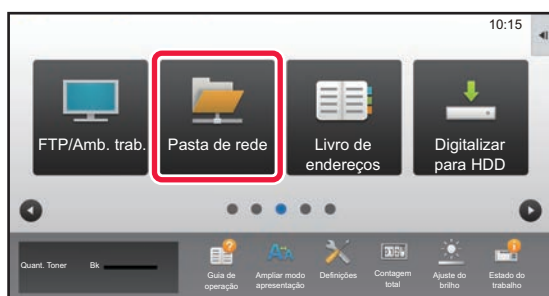 10:15
FTP/Amb. trab.
Pasta de rede
Livro de
endereços
Digitalizar
para HDD
Quant. Toner Bk
Guia de
operação
Ampliar modo
apresentação
Definições
Contagem
total
Ajuste do
brilho
Estado do
trabalho